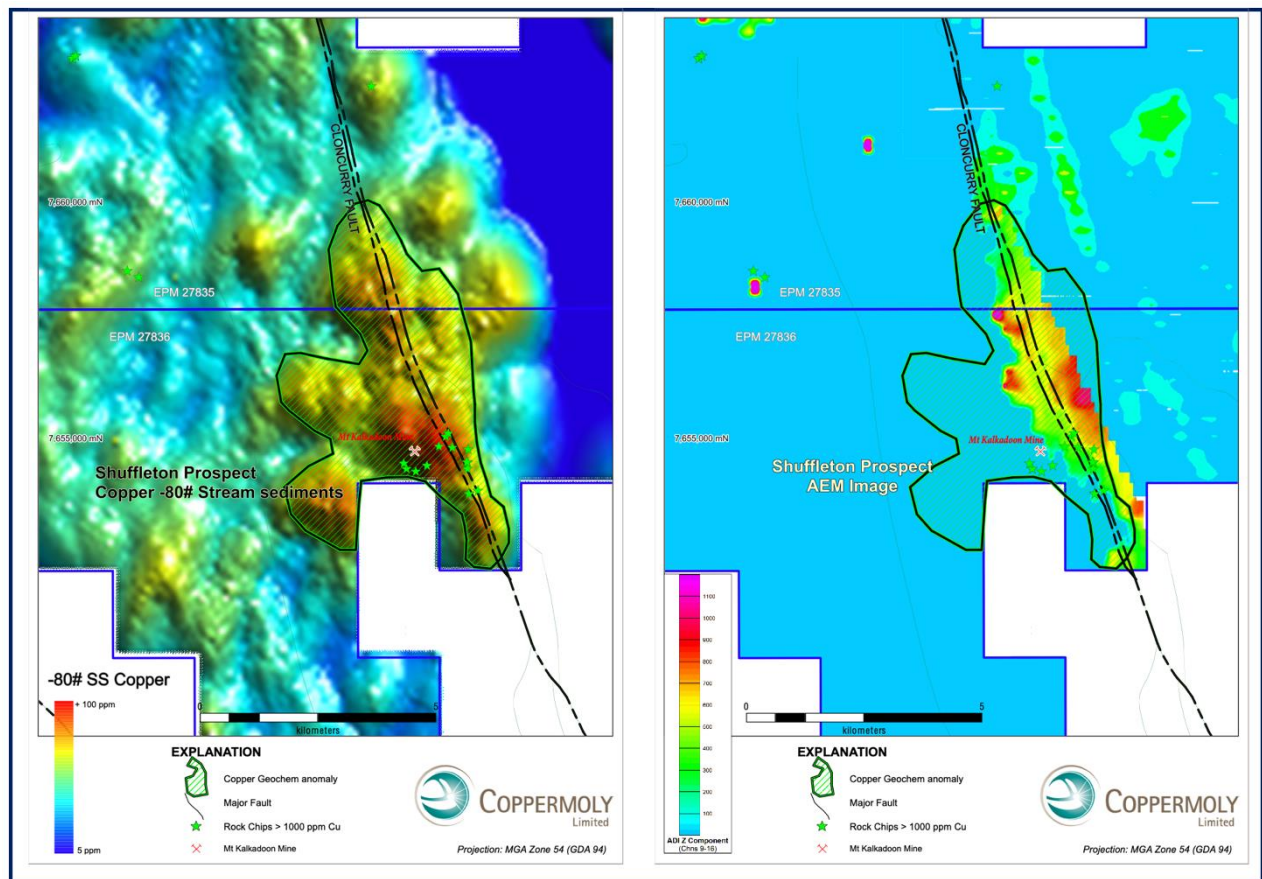 CLONCURRY FAULT
7,660,000 mN
EPM 27835
EPM 27836
7,655,000 mN
Mt Kalkadoon Mine
Shuffleton Prospect
Copper -80# Stream sediments
-80# SS Copper
+ 100 ppm
5 ppm
0
5
kilometers
EXPLANATION
Copper Geochem anomaly
Major Fault
Rock Chips > 1000 ppm Cu
Mt Kalkadoon Mine
COPPERMOLY
Limited
Projection: MGA Zone 54 (GDA 94)
CLONCURRY FAULT
7,660,000 mN
EPM 27835
EPM 27836
7,655,000 mN
Mt Kalkadoon Mine
Shuffleton Prospect
AEM Image
1100
1000
900
800
700
600
500
400
300
200
100
ADI Z Component
(Chns 9-16)
0
5
kilometers
EXPLANATION
Copper Geochem anomaly
Major Fault
Rock Chips > 1000 ppm Cu
Mt Kalkadoon Mine
COPPERMOLY
Limited
Projection: MGA Zone 54 (GDA 94)